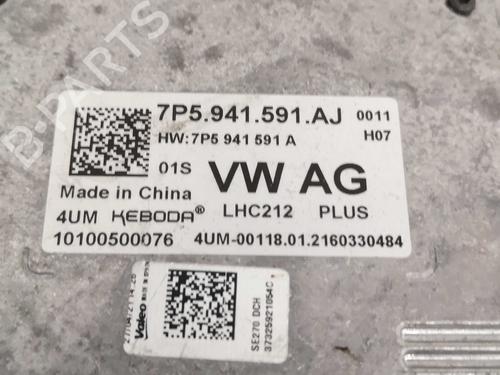 B-PARTS
7P5.941.591.AJ 0011
HW:7P5 941 591 A H07
01S VW AG
Made in China
4UM KEBODA® LHC212 PLUS
10100500076 4UM-00118.01.2160330484
Valeo
SE270 DCH
37325921054C